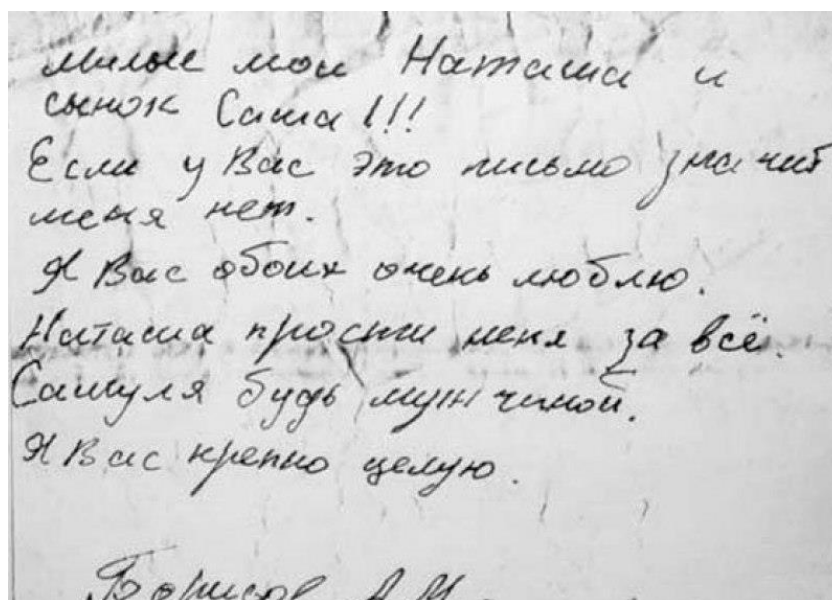 милые мои Наташа и
сынок Саша!!!
Если у Вас это письмо значит
меня нет.
Я Вас обоих очень люблю.
Наташа прости меня за всё.
Сашуля будь мужчиной.
Я Вас крепко целую.
Борисов А.М.